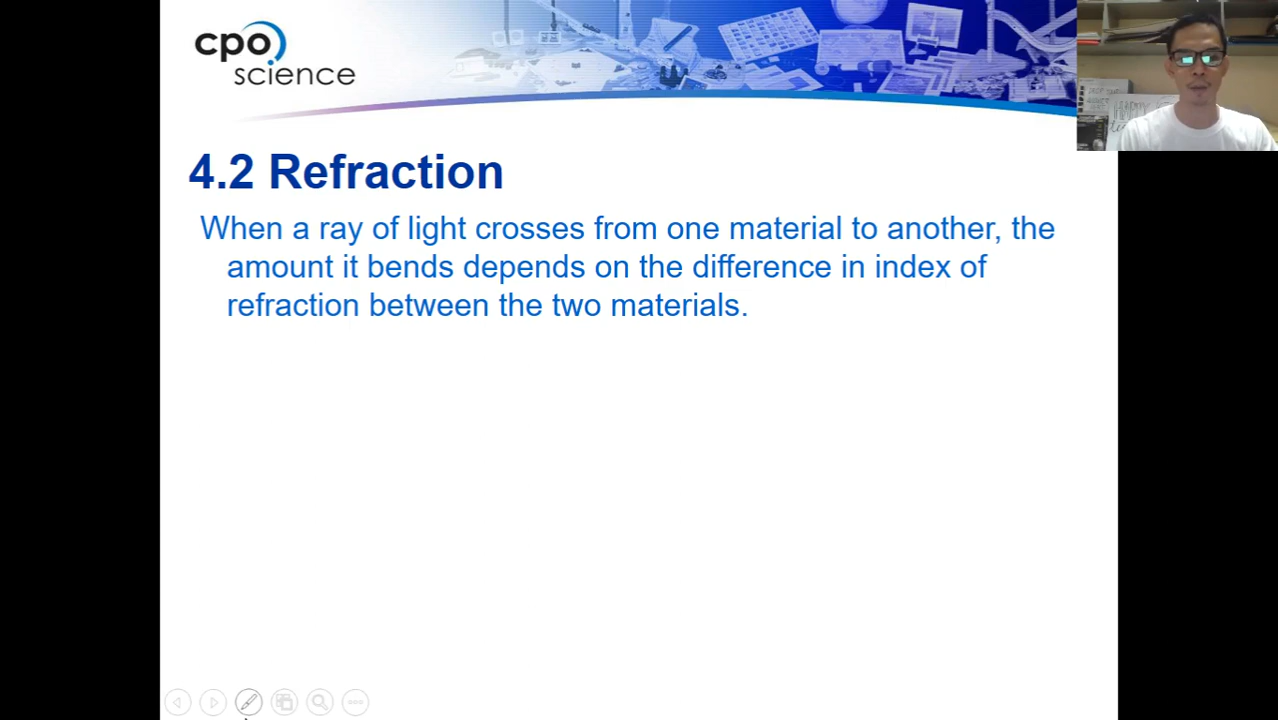 cpo
science
4.2 Refraction
When a ray of light crosses from one material to another, the
amount it bends depends on the difference in index of
refraction between the two materials.